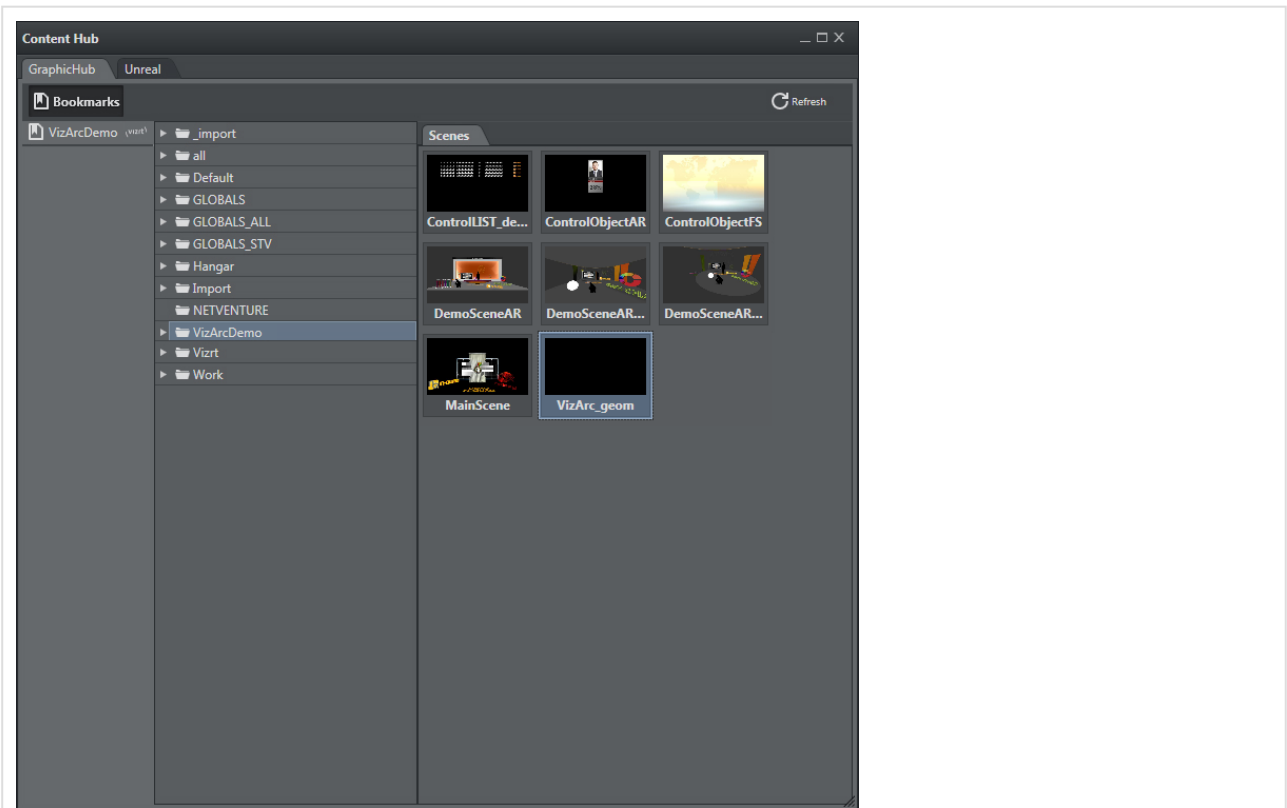 Content Hub
GraphicHub Unreal
Bookmarks Refresh
VizArcDemo (vizrt)
_import
all
Default
GLOBALS
GLOBALS_ALL
GLOBALS_STV
Hangar
Import
NETVENTURE
VizArcDemo
Vizrt
Work
Scenes
ControlLIST_de... ControlObjectAR ControlObjectFS
DemoSceneAR DemoSceneAR... DemoSceneAR...
MainScene VizArc_geom